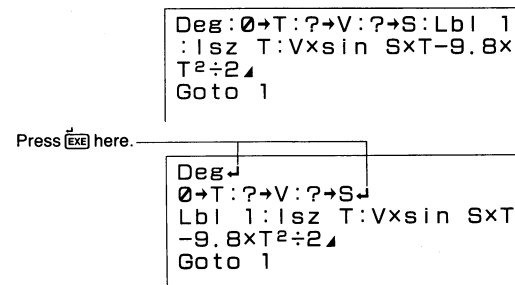 Deg:0→T:?→V:?→S:Lbl 1
:Isz T:V×sin S×T-9.8×
T²÷2◢
Goto 1
Press EXE here.
Deg↵
0→T:?→V:?→S↵
Lbl 1:Isz T:V×sin S×T
-9.8×T²÷2◢
Goto 1